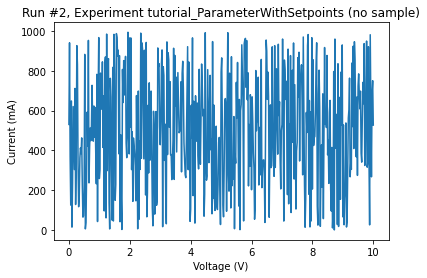 Run #2, Experiment tutorial_ParameterWithSetpoints (no sample)
1000
800
600
400
200
0
Current (mA)
0 2 4 6 8 10
Voltage (V)